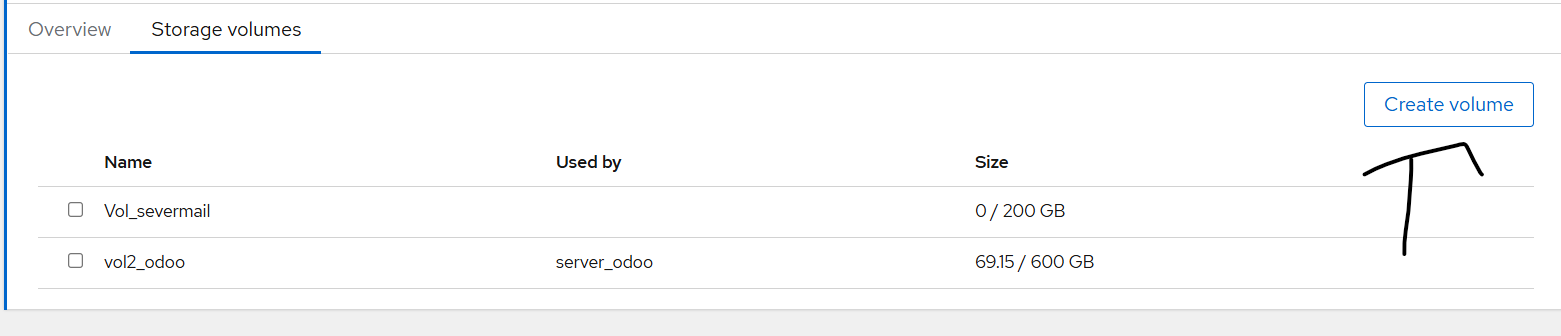 Overview Storage volumes
Create volume
Name Used by Size
Vol_severmail 0 / 200 GB
vol2_odoo server_odoo 69.15 / 600 GB